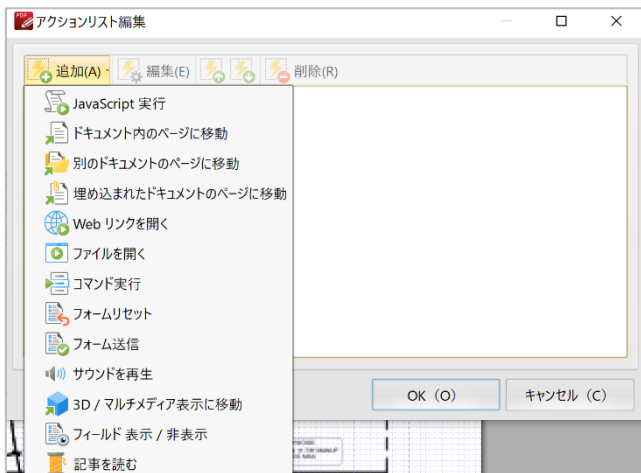 PDF
アクションリスト編集
追加(A) 編集(E) 削除(R)
JavaScript 実行
ドキュメント内のページに移動
別のドキュメントのページに移動
埋め込まれたドキュメントのページに移動
Web リンクを開く
ファイルを開く
コマンド実行
フォームリセット
フォーム送信
サウンドを再生
3D / マルチメディア表示に移動
フィールド 表示 / 非表示
記事を読む
OK（O） キャンセル（C）